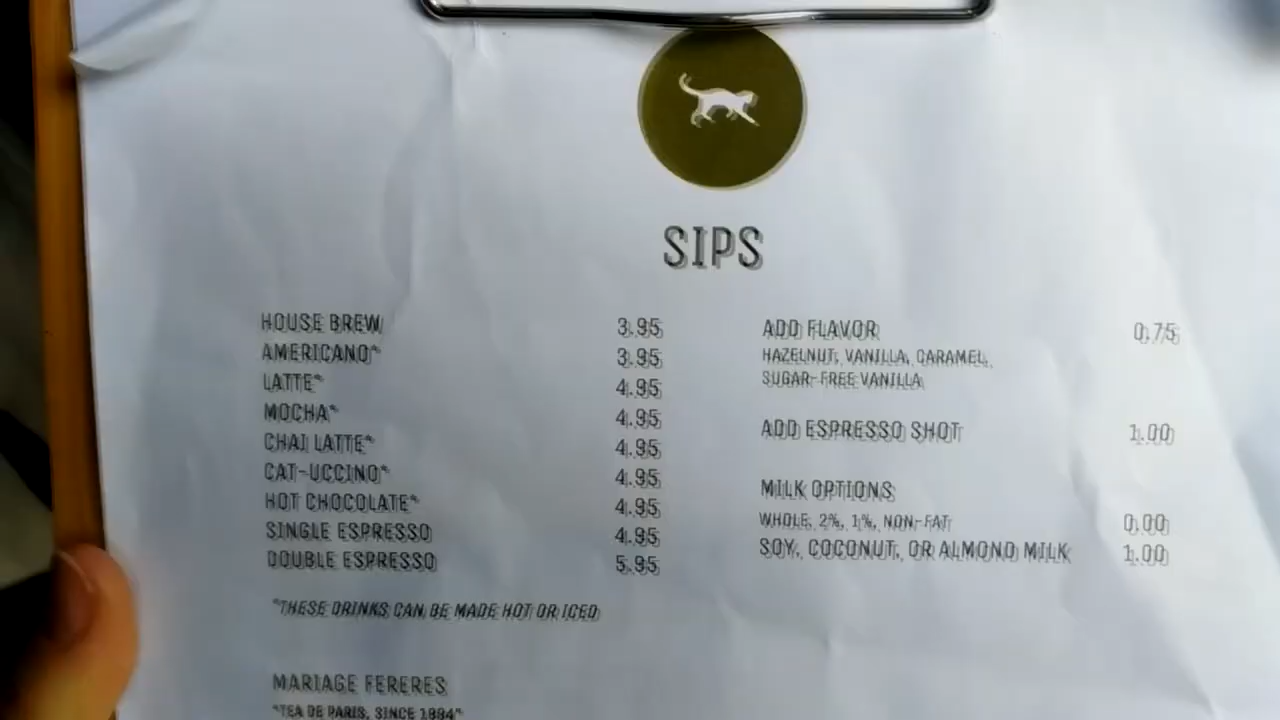 SIPS
HOUSE BREW 3.95
AMERICANO* 3.95
LATTE* 4.95
MOCHA* 4.95
CHAI LATTE* 4.95
CAT-UCCINO* 4.95
HOT CHOCOLATE* 4.95
SINGLE ESPRESSO 4.95
DOUBLE ESPRESSO 5.95
*THESE DRINKS CAN BE MADE HOT OR ICED
ADD FLAVOR 0.75
HAZELNUT, VANILLA, CARAMEL,
SUGAR-FREE VANILLA
ADD ESPRESSO SHOT 1.00
MILK OPTIONS
WHOLE, 2%, 1%, NON-FAT 0.00
SOY, COCONUT, OR ALMOND MILK 1.00
MARIAGE FERERES
"TEA DE PARIS, SINCE 1894"